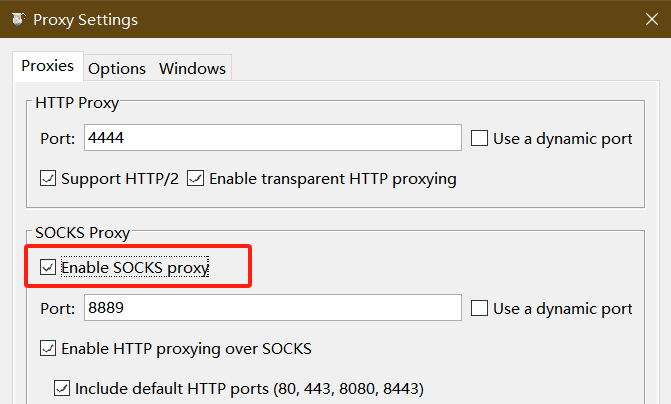 Proxy Settings
Proxies Options Windows
HTTP Proxy
Port: 4444 Use a dynamic port
Support HTTP/2 Enable transparent HTTP proxying
SOCKS Proxy
Enable SOCKS proxy
Port: 8889 Use a dynamic port
Enable HTTP proxying over SOCKS
Include default HTTP ports (80, 443, 8080, 8443)